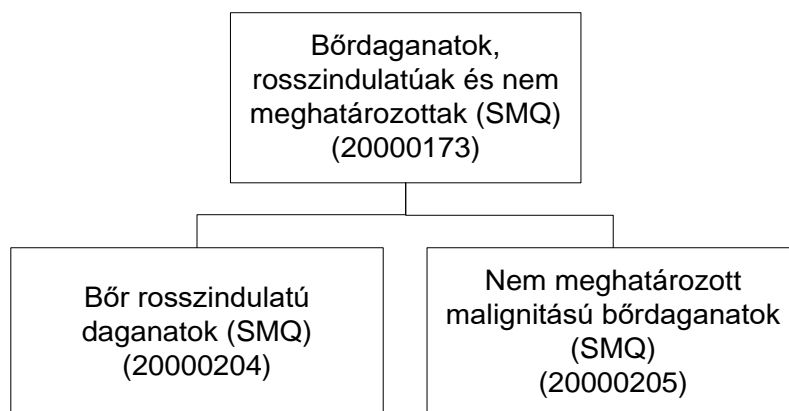 Bőrdaganatok,
rosszindulatúak és nem
meghatározottak (SMQ)
(20000173)
Bőr rosszindulatú
daganatok (SMQ)
(20000204)
Nem meghatározott
malignitású bőrdaganatok
(SMQ)
(20000205)